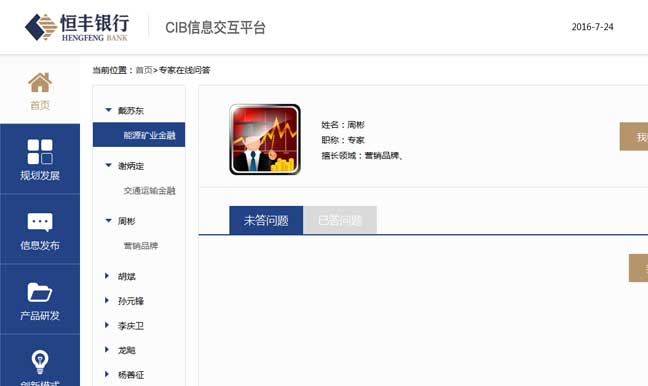 恒丰银行
HENGFENG BANK
CIB信息交互平台
2016-7-24
当前位置：首页>专家在线问答
首页
规划发展
信息发布
产品研发
创新模式
戴苏东
能源矿业金融
谢炳定
交通运输金融
周彬
营销品牌
胡斌
孙元锋
李庆卫
龙飚
杨善征
姓名：周彬
职称：专家
擅长领域：营销品牌、
我
未答问题
已答问题